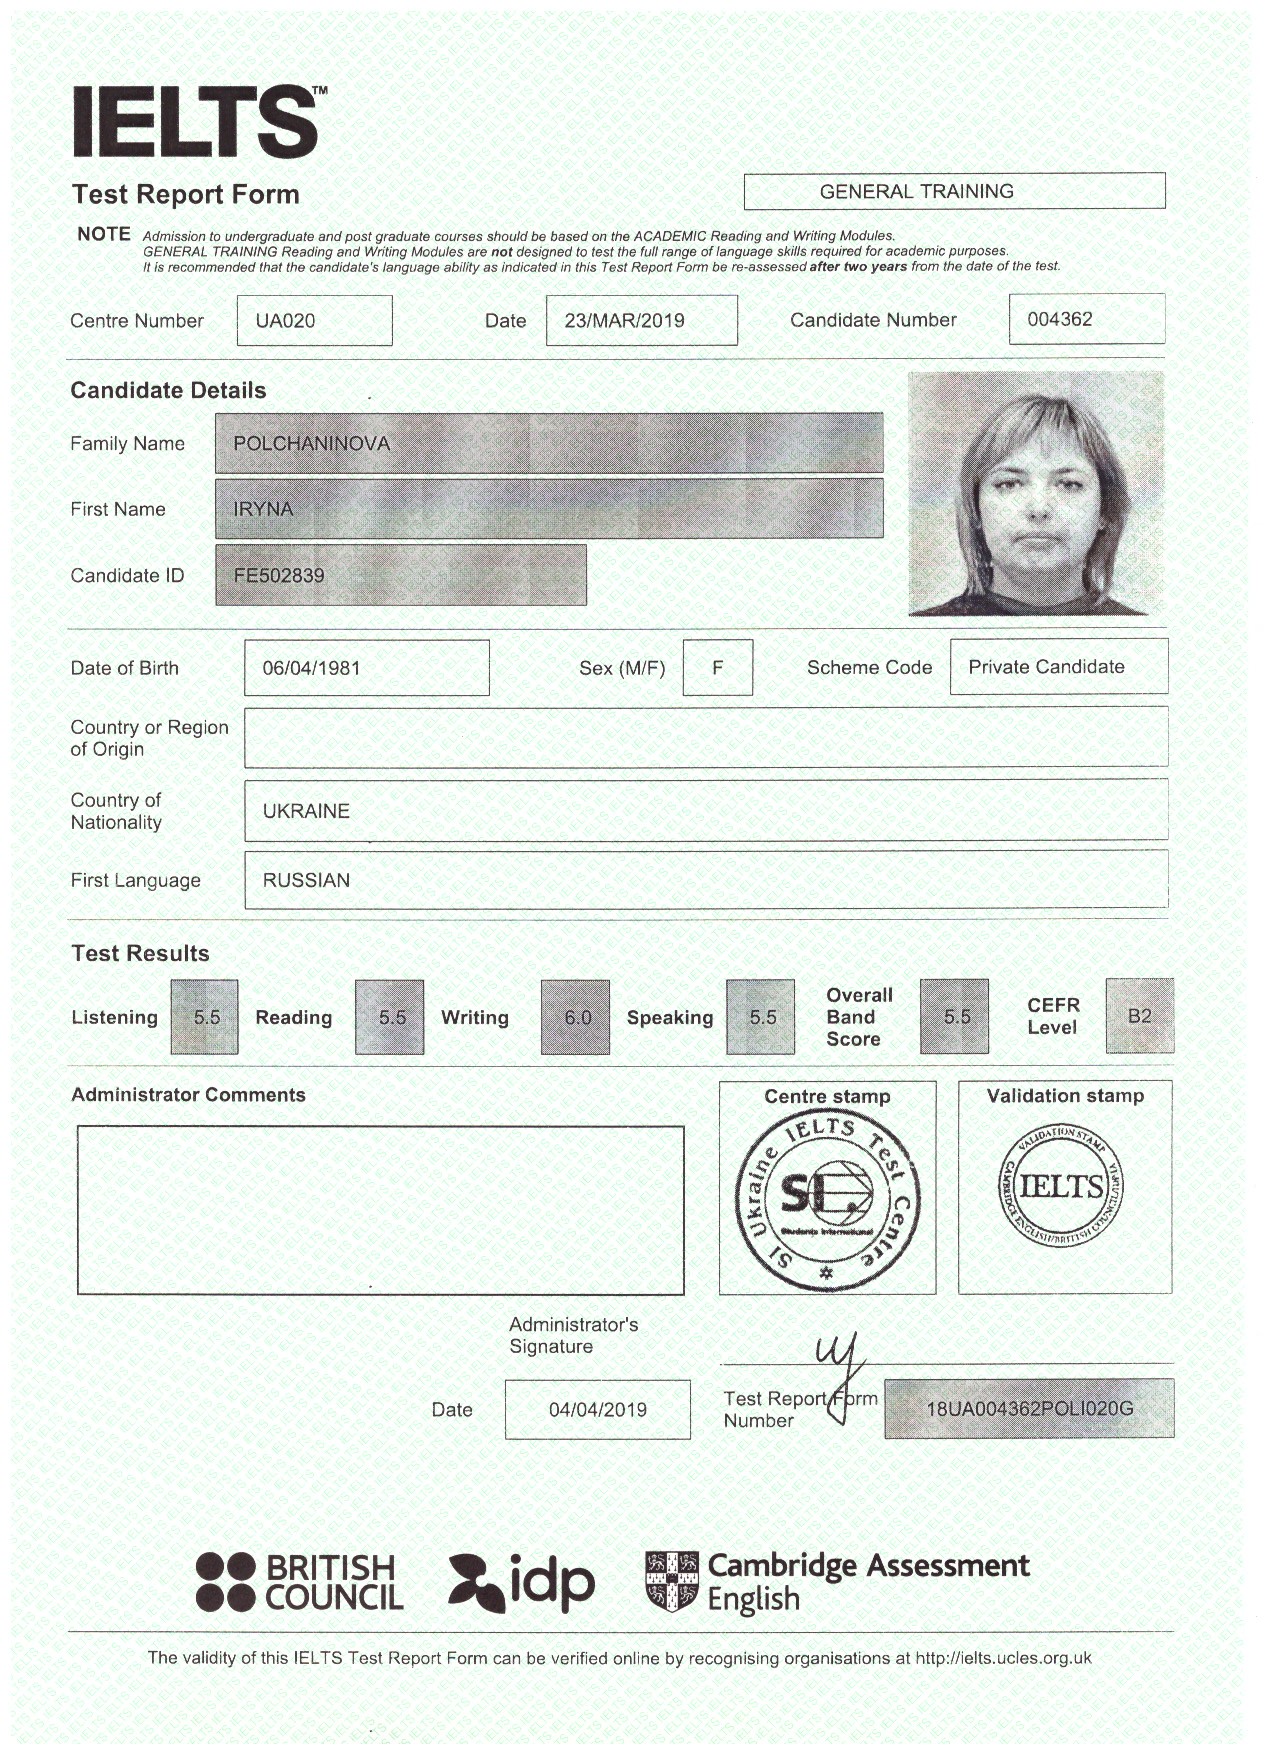 IELTS™
Test Report Form
GENERAL TRAINING
NOTE Admission to undergraduate and post graduate courses should be based on the ACADEMIC Reading and Writing Modules.
GENERAL TRAINING Reading and Writing Modules are not designed to test the full range of language skills required for academic purposes.
It is recommended that the candidate's language ability as indicated in this Test Report Form be re-assessed after two years from the date of the test.
Centre Number UA020 Date 23/MAR/2019 Candidate Number 004362
Candidate Details
Family Name POLCHANINOVA
First Name IRYNA
Candidate ID FE502839
Date of Birth 06/04/1981 Sex (M/F) F Scheme Code Private Candidate
Country or Region
of Origin
Country of
Nationality
UKRAINE
First Language RUSSIAN
Test Results
Listening 5.5 Reading 5.5 Writing 6.0 Speaking 5.5 Overall Band Score 5.5 CEFR Level B2
Administrator Comments
Centre stamp
SI Ukraine IELTS Test Centre
SI
Students International
Validation stamp
VALIDATION STAMP
IELTS
CAMBRIDGE ENGLISH/BRITISH COUNCIL/IDP:IA
Administrator's
Signature
Date 04/04/2019
Test Report Form
Number
18UA004362POLI020G
BRITISH
COUNCIL
idp
Cambridge Assessment
English
The validity of this IELTS Test Report Form can be verified online by recognising organisations at http://ielts.ucles.org.uk